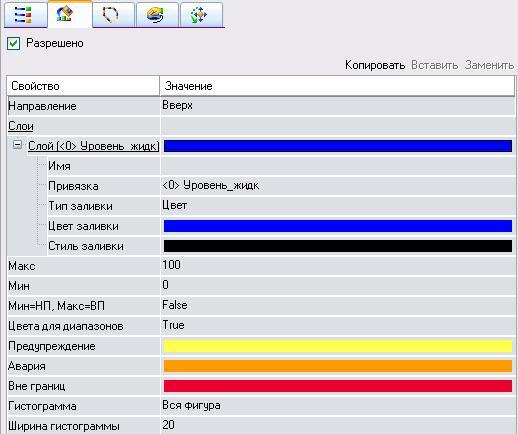 Разрешено
Копировать Вставить Заменить
Свойство Значение
Направление Вверх
Слои
Слой (<0> Уровень_жидк)
Имя
Привязка <0> Уровень_жидк
Тип заливки Цвет
Цвет заливки
Стиль заливки
Макс 100
Мин 0
Мин=НП, Макс=ВП False
Цвета для диапазонов True
Предупреждение
Авария
Вне границ
Гистограмма Вся фигура
Ширина гистограммы 20